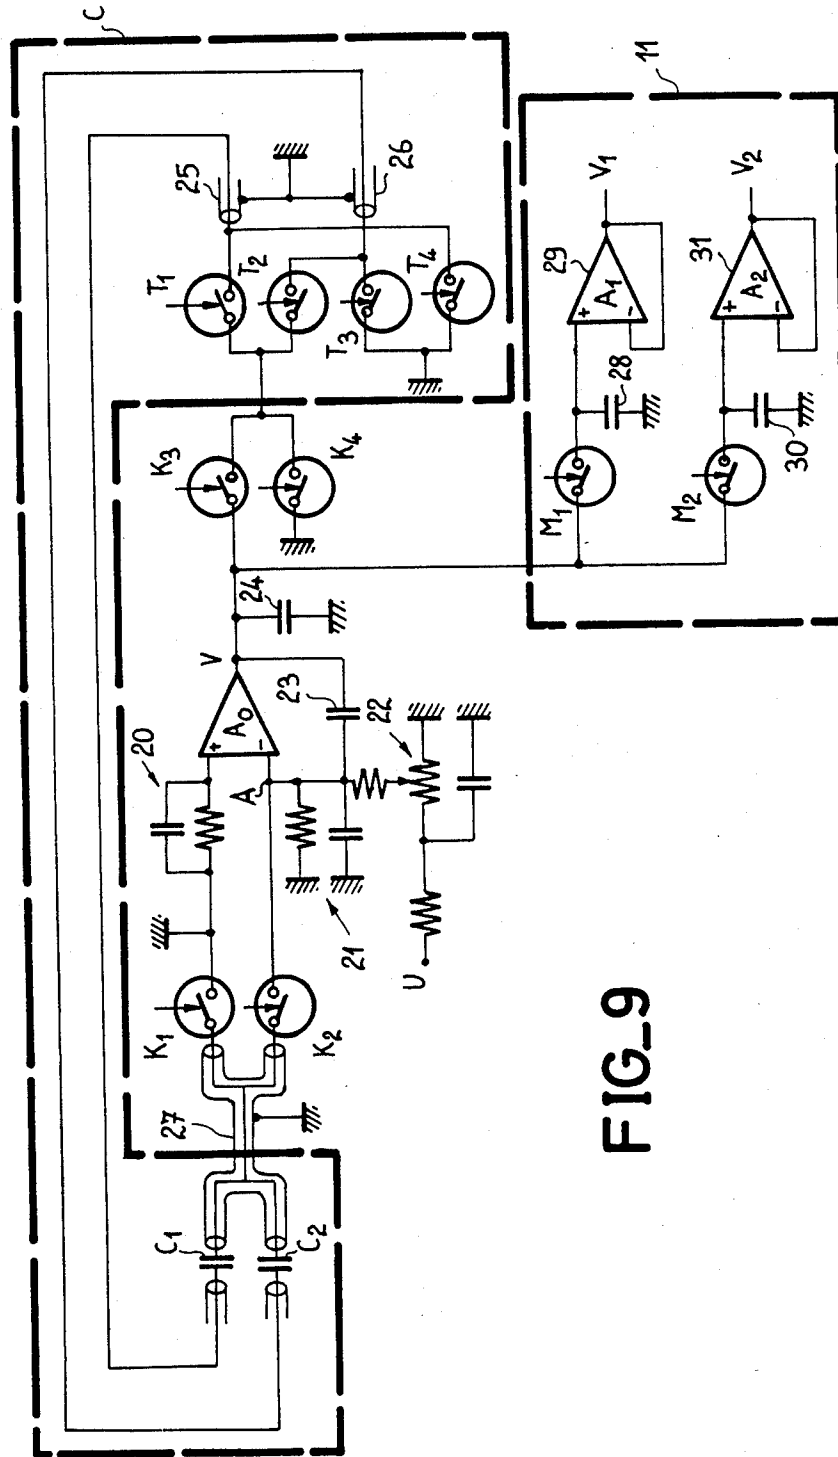 C
11
25
26
T1
T2
T3
T4
K3
K4
29
A1
+
-
V1
28
M1
31
A2
+
-
V2
30
M2
24
V
23
22
20
A0
+
-
A
21
U
K1
K2
27
C1
C2
FIG_9